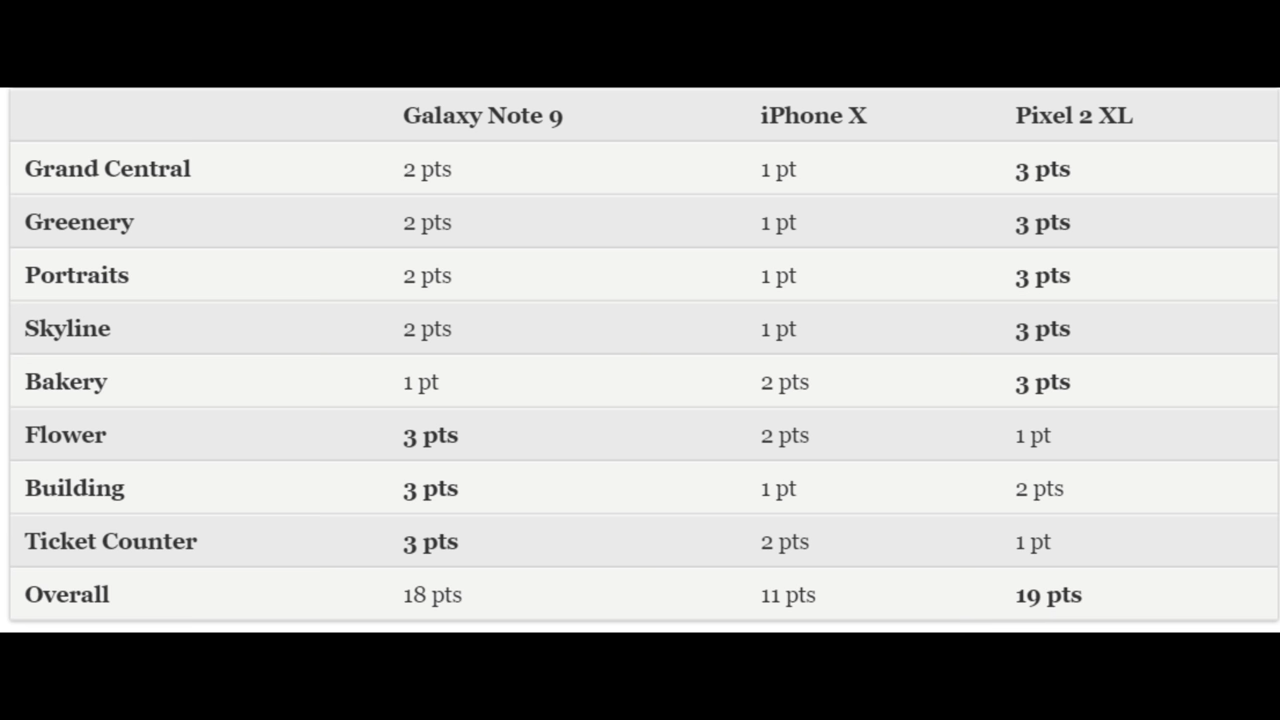 Galaxy Note 9 iPhone X Pixel 2 XL
Grand Central 2 pts 1 pt 3 pts
Greenery 2 pts 1 pt 3 pts
Portraits 2 pts 1 pt 3 pts
Skyline 2 pts 1 pt 3 pts
Bakery 1 pt 2 pts 3 pts
Flower 3 pts 2 pts 1 pt
Building 3 pts 1 pt 2 pts
Ticket Counter 3 pts 2 pts 1 pt
Overall 18 pts 11 pts 19 pts